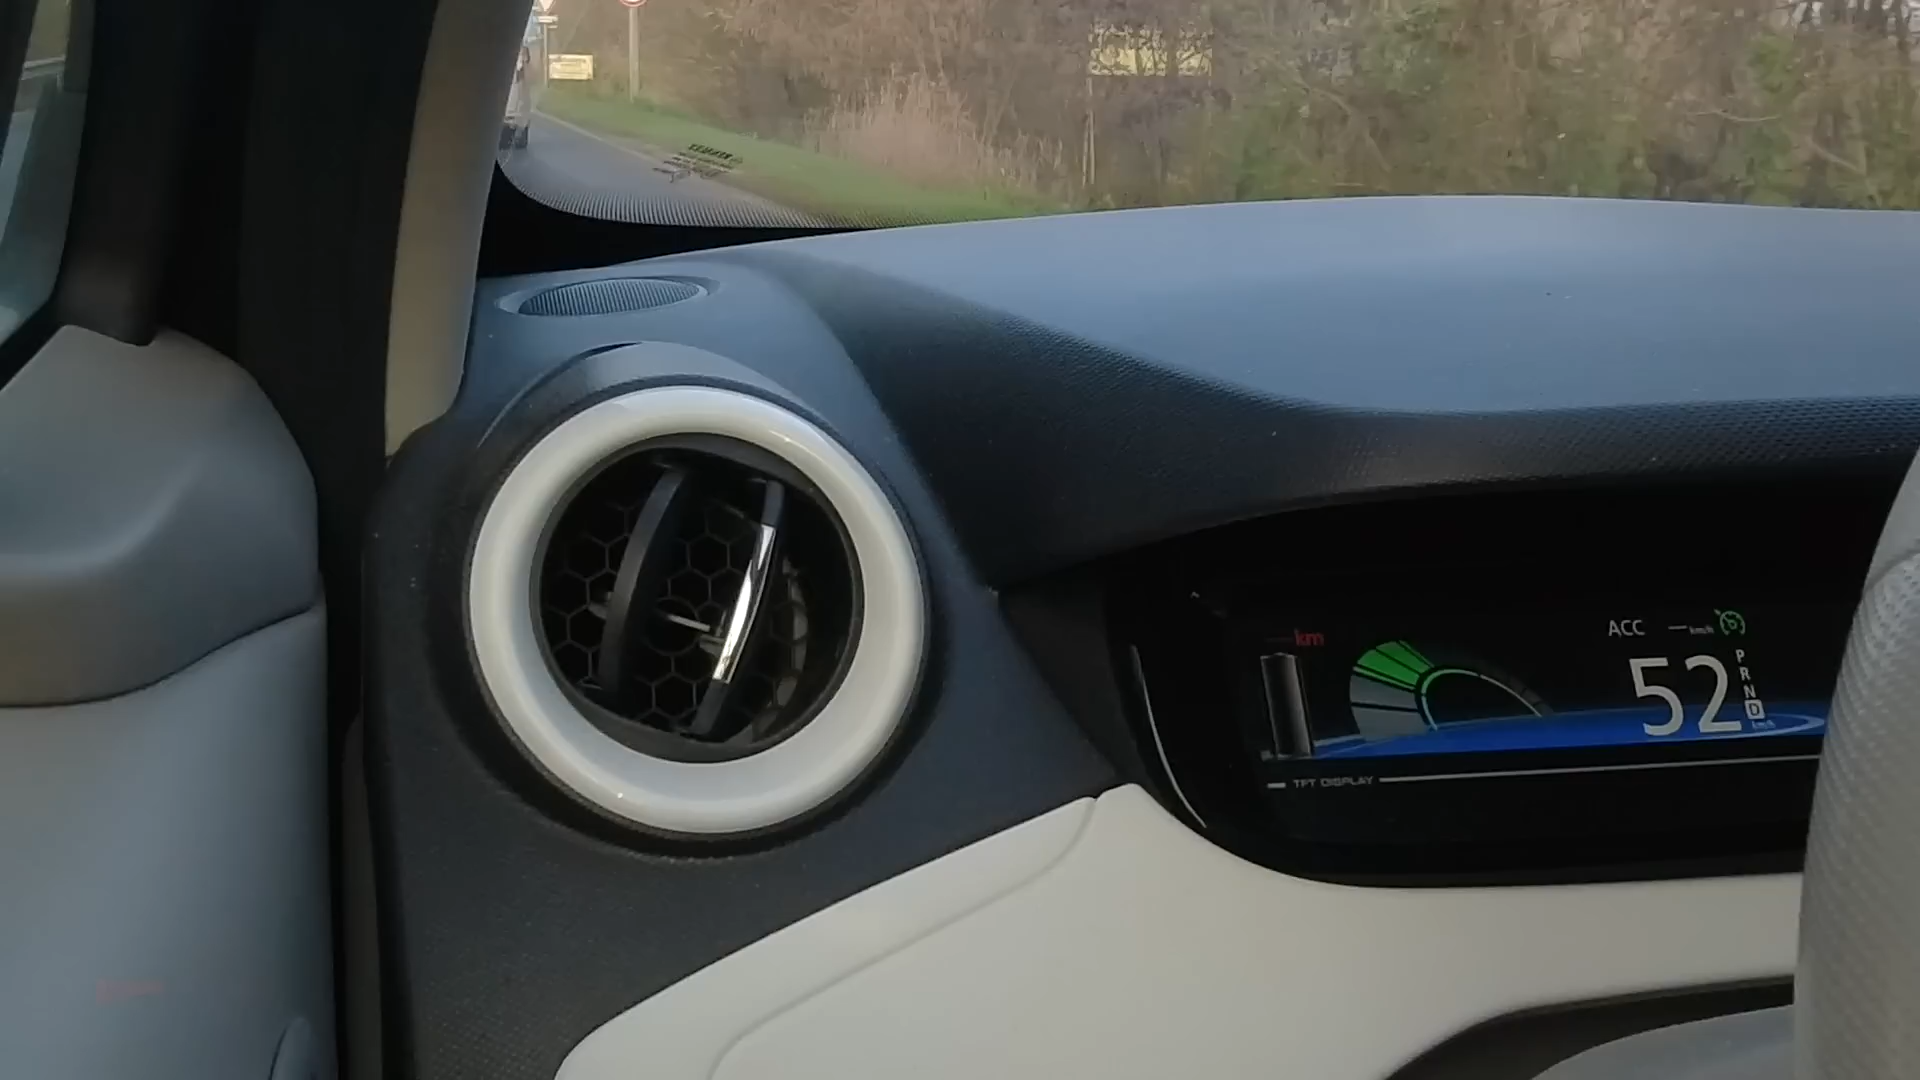 km
ACC
— km/h
52
P
R
N
D
km/h
TFT DISPLAY